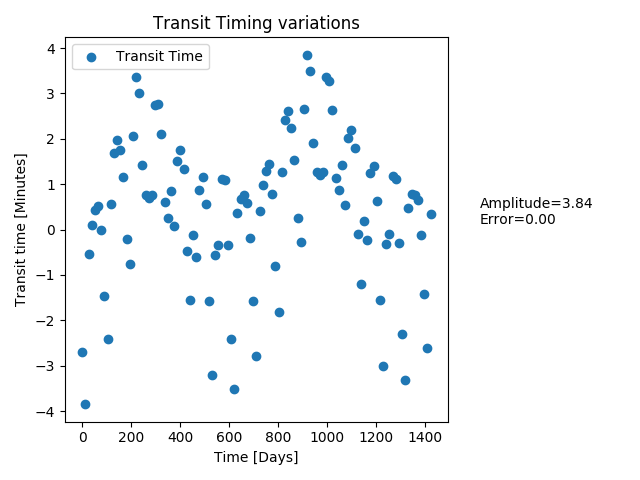 Transit Timing variations
Transit Time
4
3
2
1
0
−1
−2
−3
−4
Transit time [Minutes]
0 200 400 600 800 1000 1200 1400
Time [Days]
Amplitude=3.84
Error=0.00